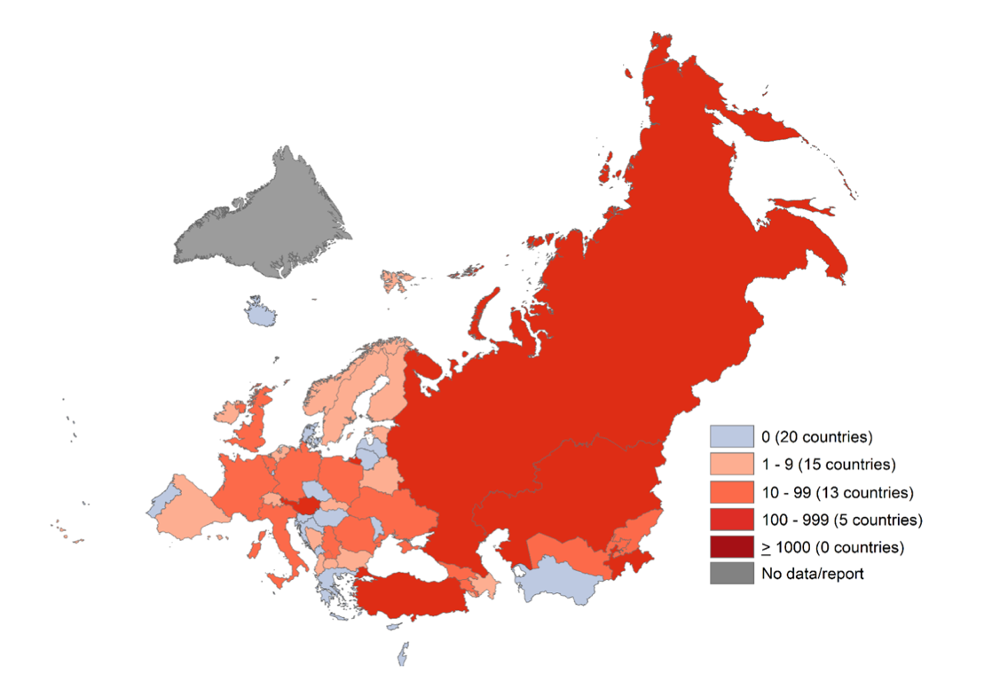 0 (20 countries)
1 - 9 (15 countries)
10 - 99 (13 countries)
100 - 999 (5 countries)
≥ 1000 (0 countries)
No data/report